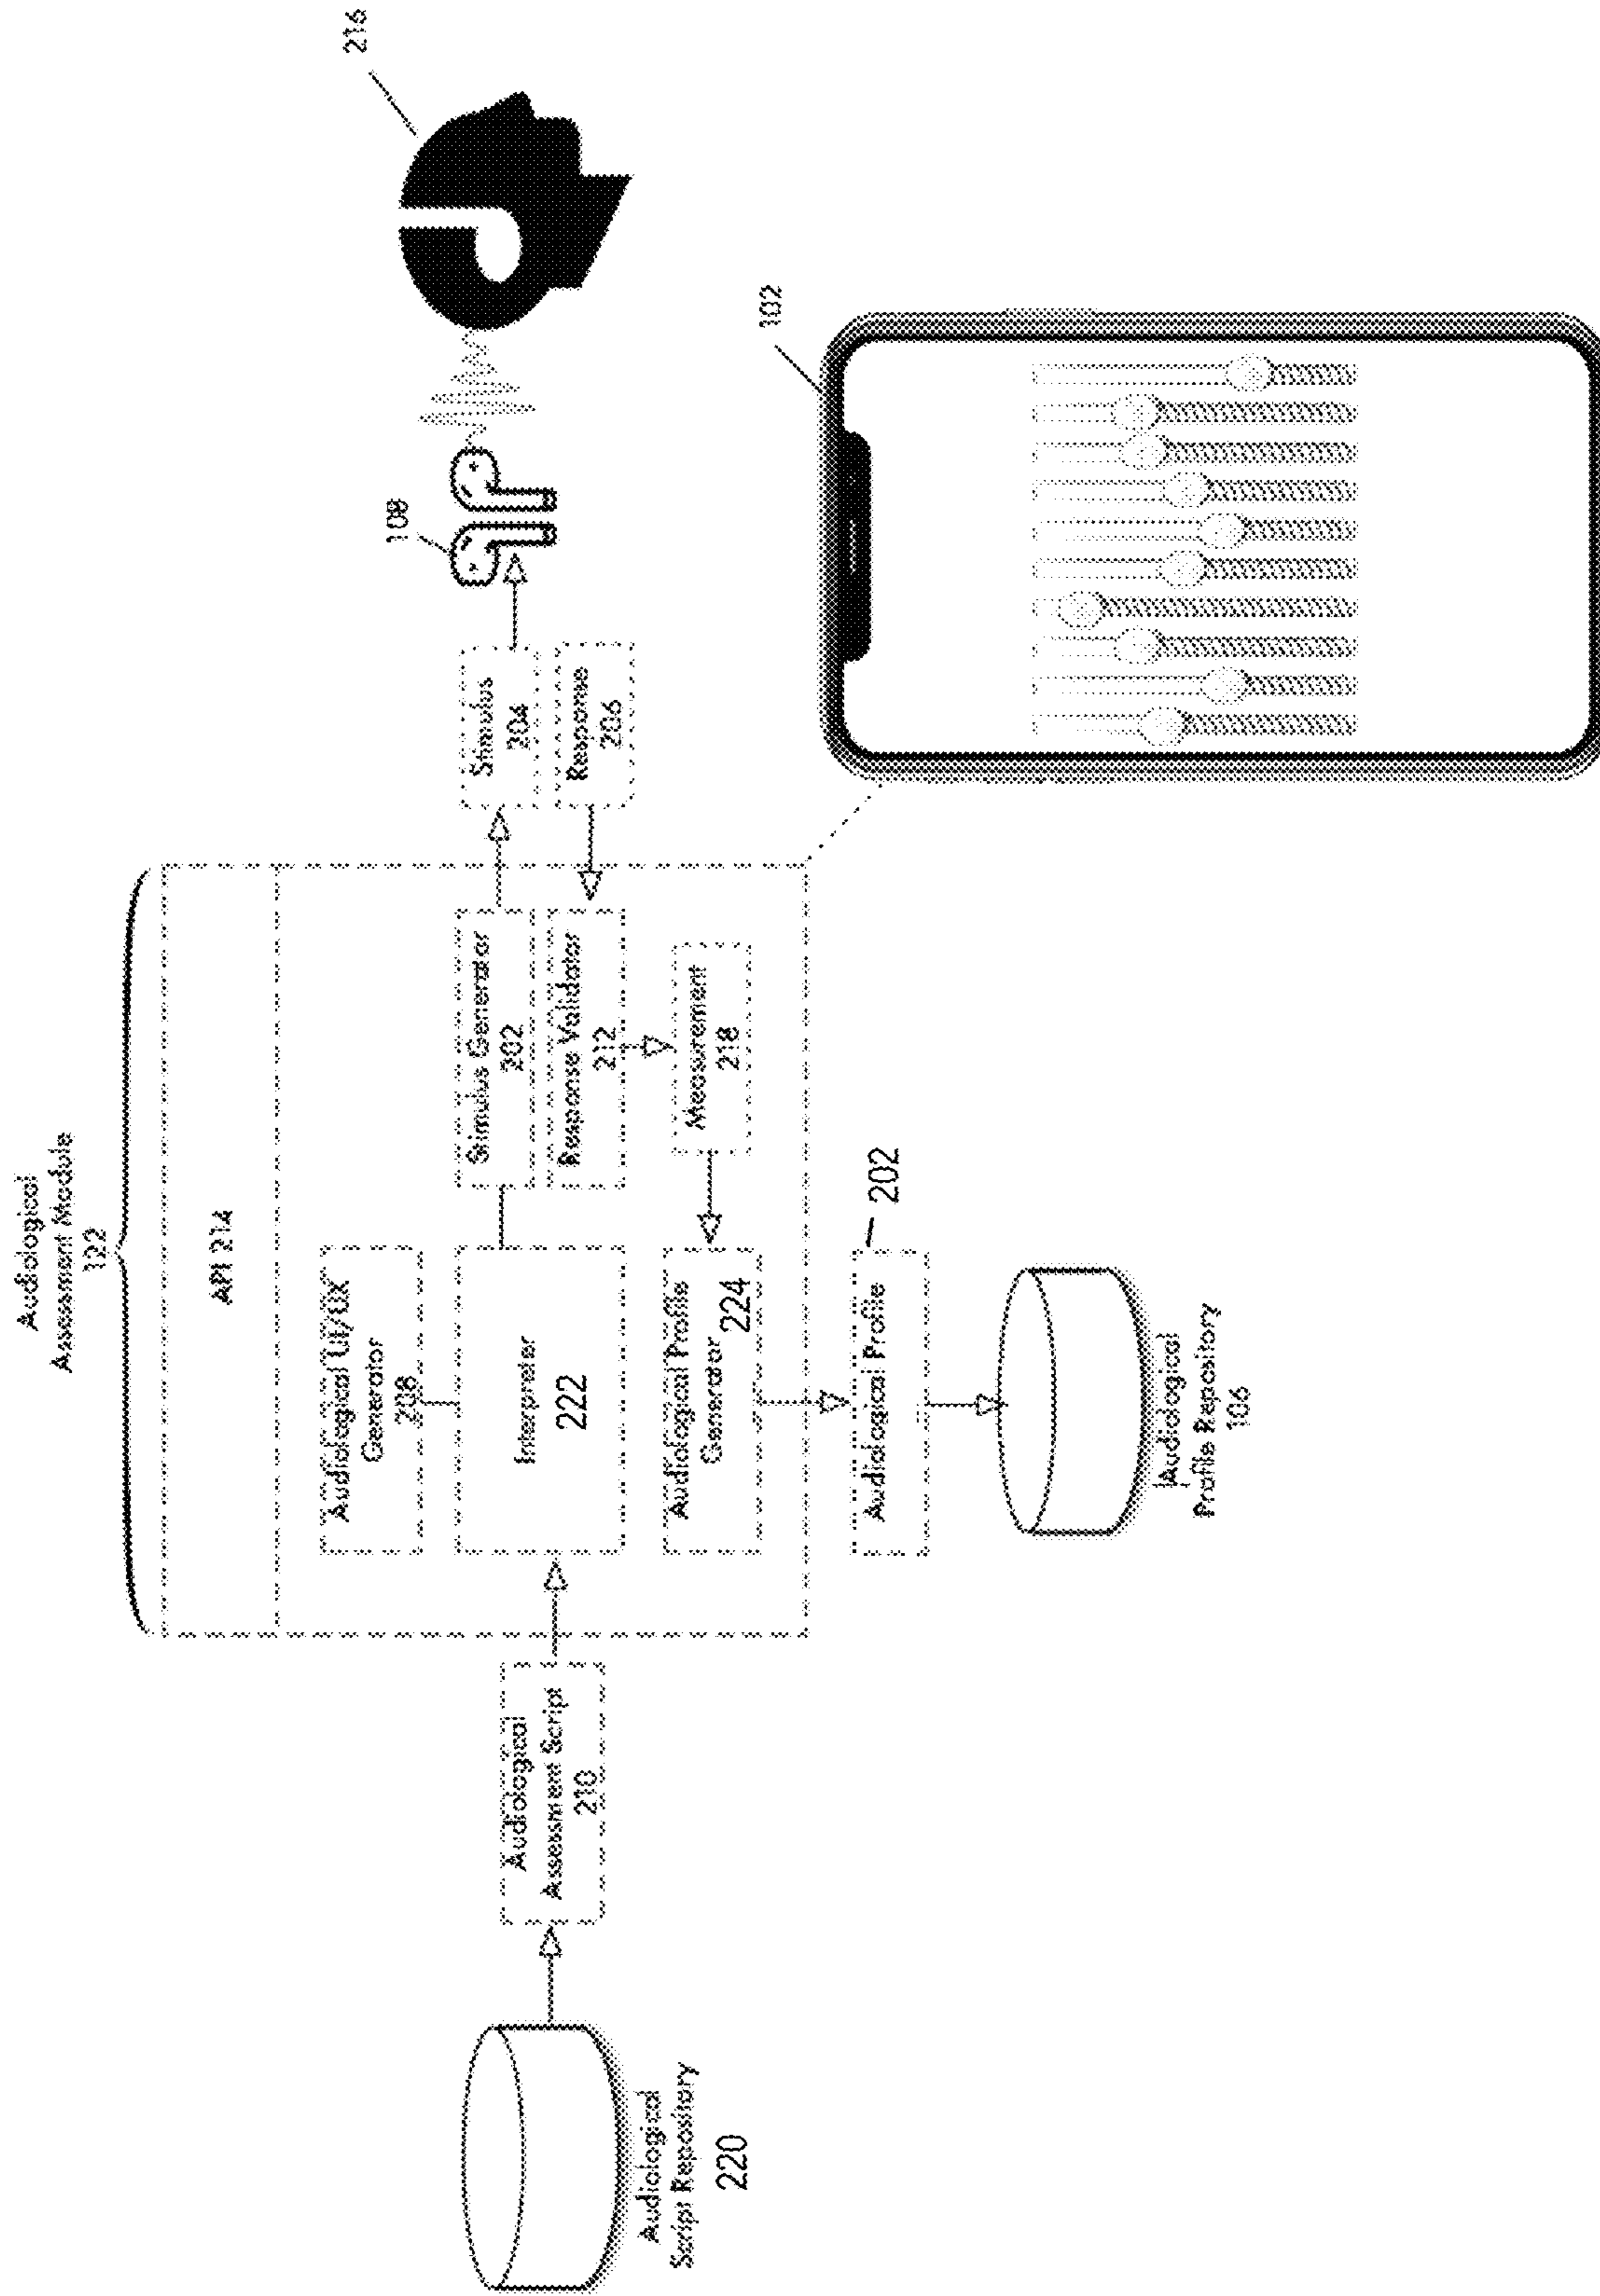 Audiological
Assessment Module
122
API 214
Audiological UI/UX
Generator
208
Interpreter
222
Stimulus Generator
202
Response Validator
212
Measurement
218
Audiological Profile
Generator
224
Stimulus
204
Response
206
108
216
102
Audiological
Script Repository
220
Audiological
Assessment Script
210
Audiological Profile
202
Audiological
Profile Repository
106